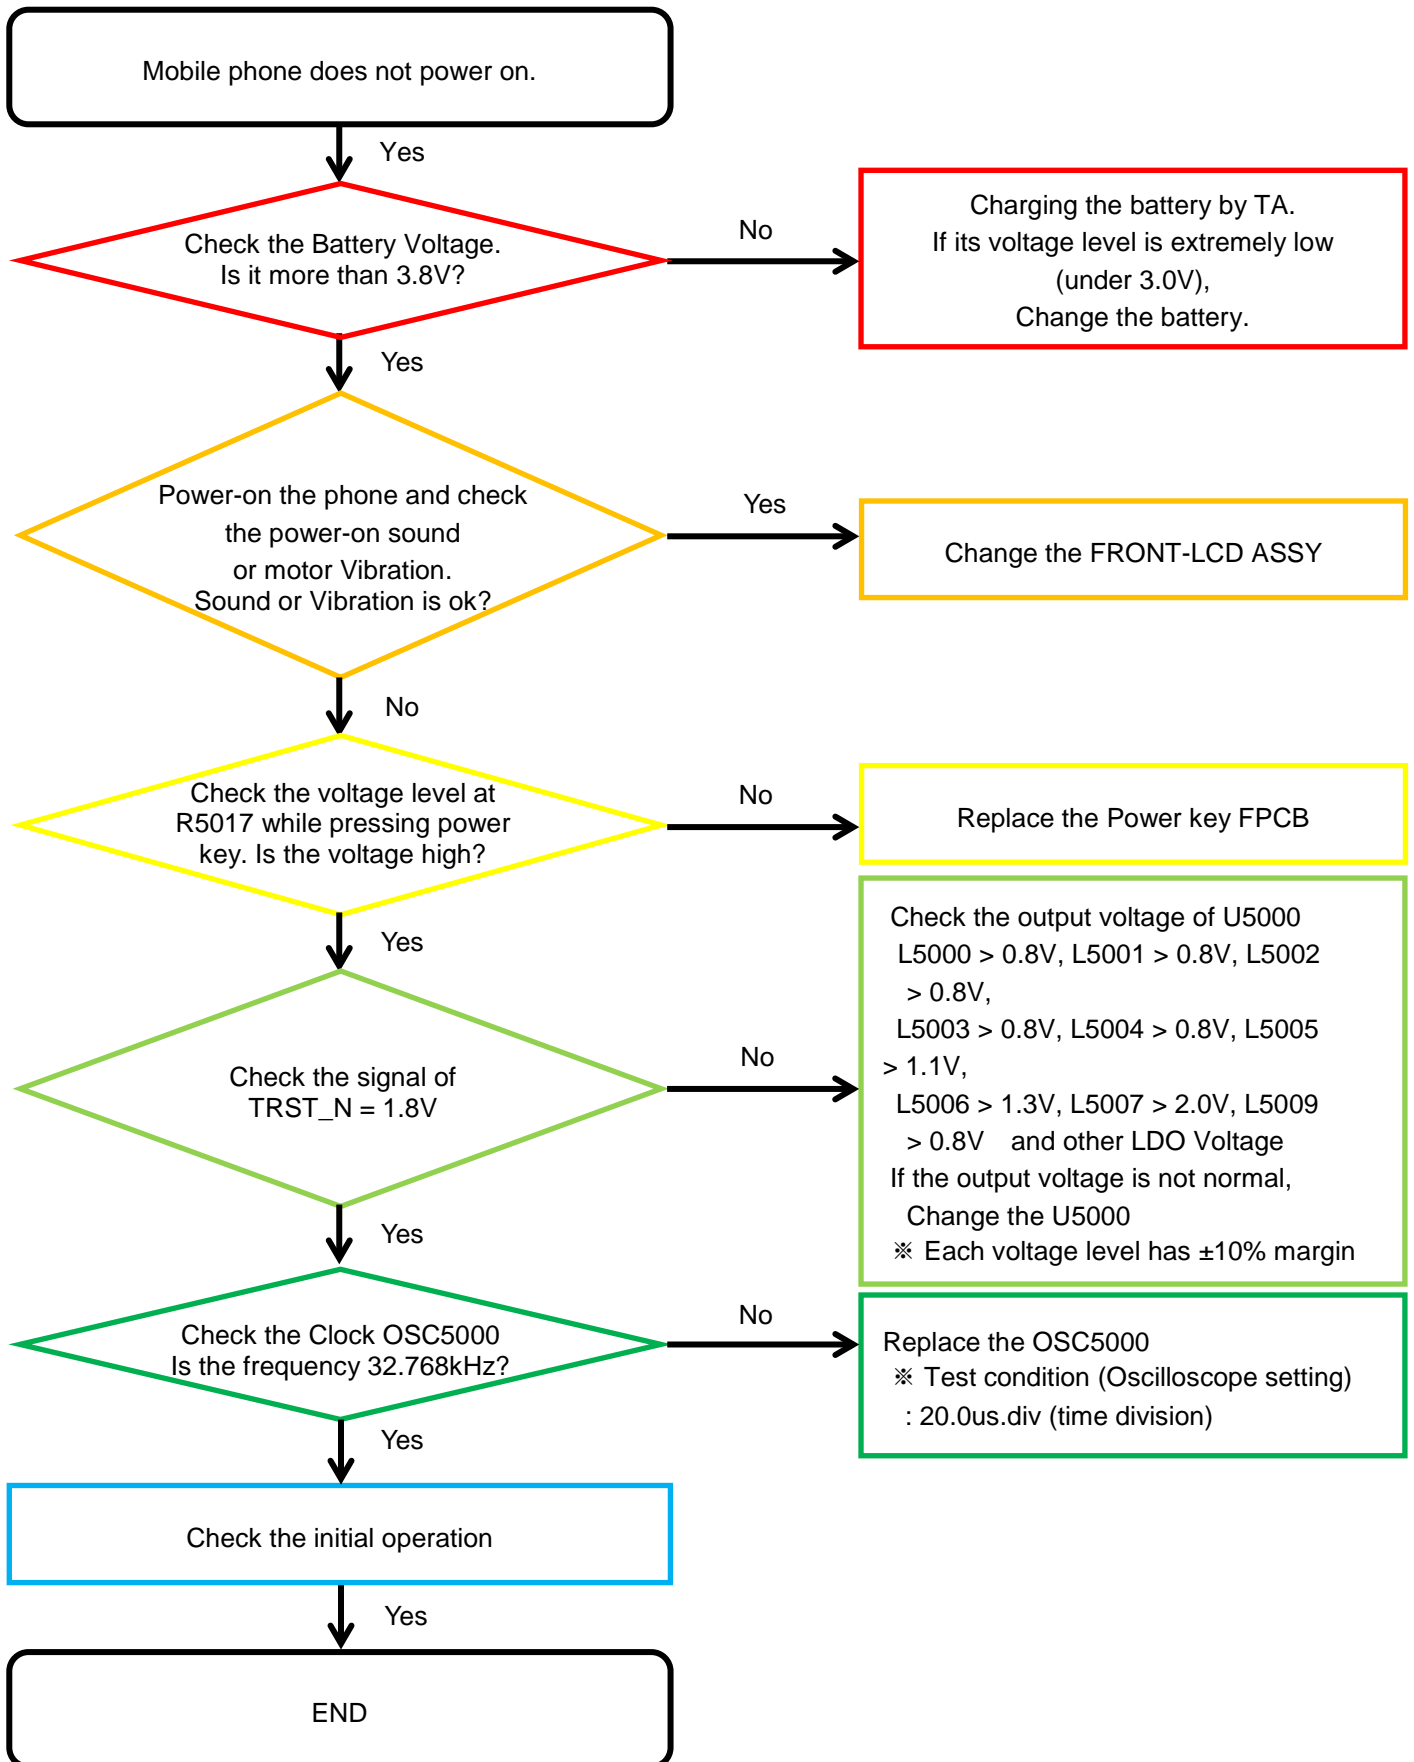 Mobile phone does not power on.
Yes
Check the Battery Voltage.
Is it more than 3.8V?
No
Charging the battery by TA.
If its voltage level is extremely low
(under 3.0V),
Change the battery.
Yes
Power-on the phone and check
the power-on sound
or motor Vibration.
Sound or Vibration is ok?
Yes
Change the FRONT-LCD ASSY
No
Check the voltage level at
R5017 while pressing power
key. Is the voltage high?
No
Replace the Power key FPCB
Yes
Check the signal of
TRST_N = 1.8V
No
Check the output voltage of U5000
L5000 > 0.8V, L5001 > 0.8V, L5002
> 0.8V,
L5003 > 0.8V, L5004 > 0.8V, L5005
> 1.1V,
L5006 > 1.3V, L5007 > 2.0V, L5009
> 0.8V and other LDO Voltage
If the output voltage is not normal,
Change the U5000
※ Each voltage level has ±10% margin
Yes
Check the Clock OSC5000
Is the frequency 32.768kHz?
No
Replace the OSC5000
※ Test condition (Oscilloscope setting)
: 20.0us.div (time division)
Yes
Check the initial operation
Yes
END